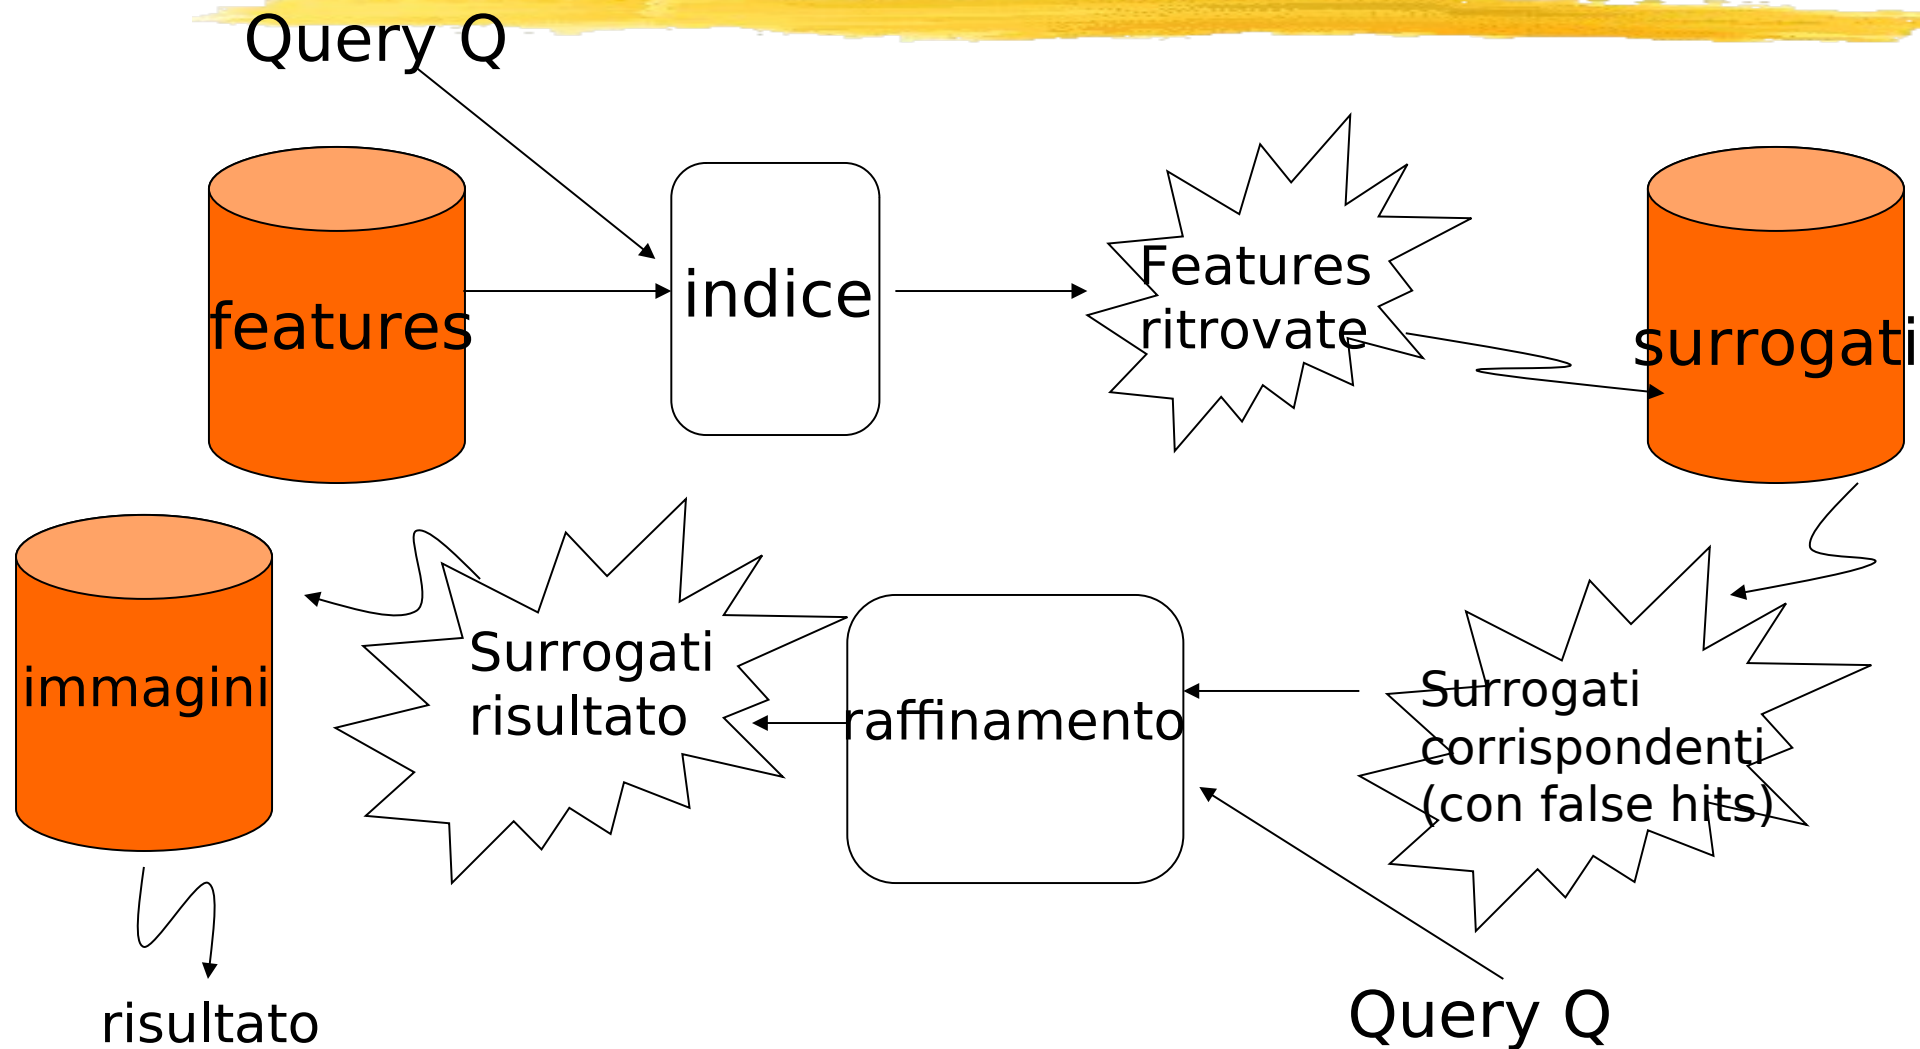 Query Q
features
indice
Features
ritrovate
surrogati
immagini
Surrogati
risultato
raffinamento
Surrogati
corrispondenti
(con false hits)
risultato
Query Q